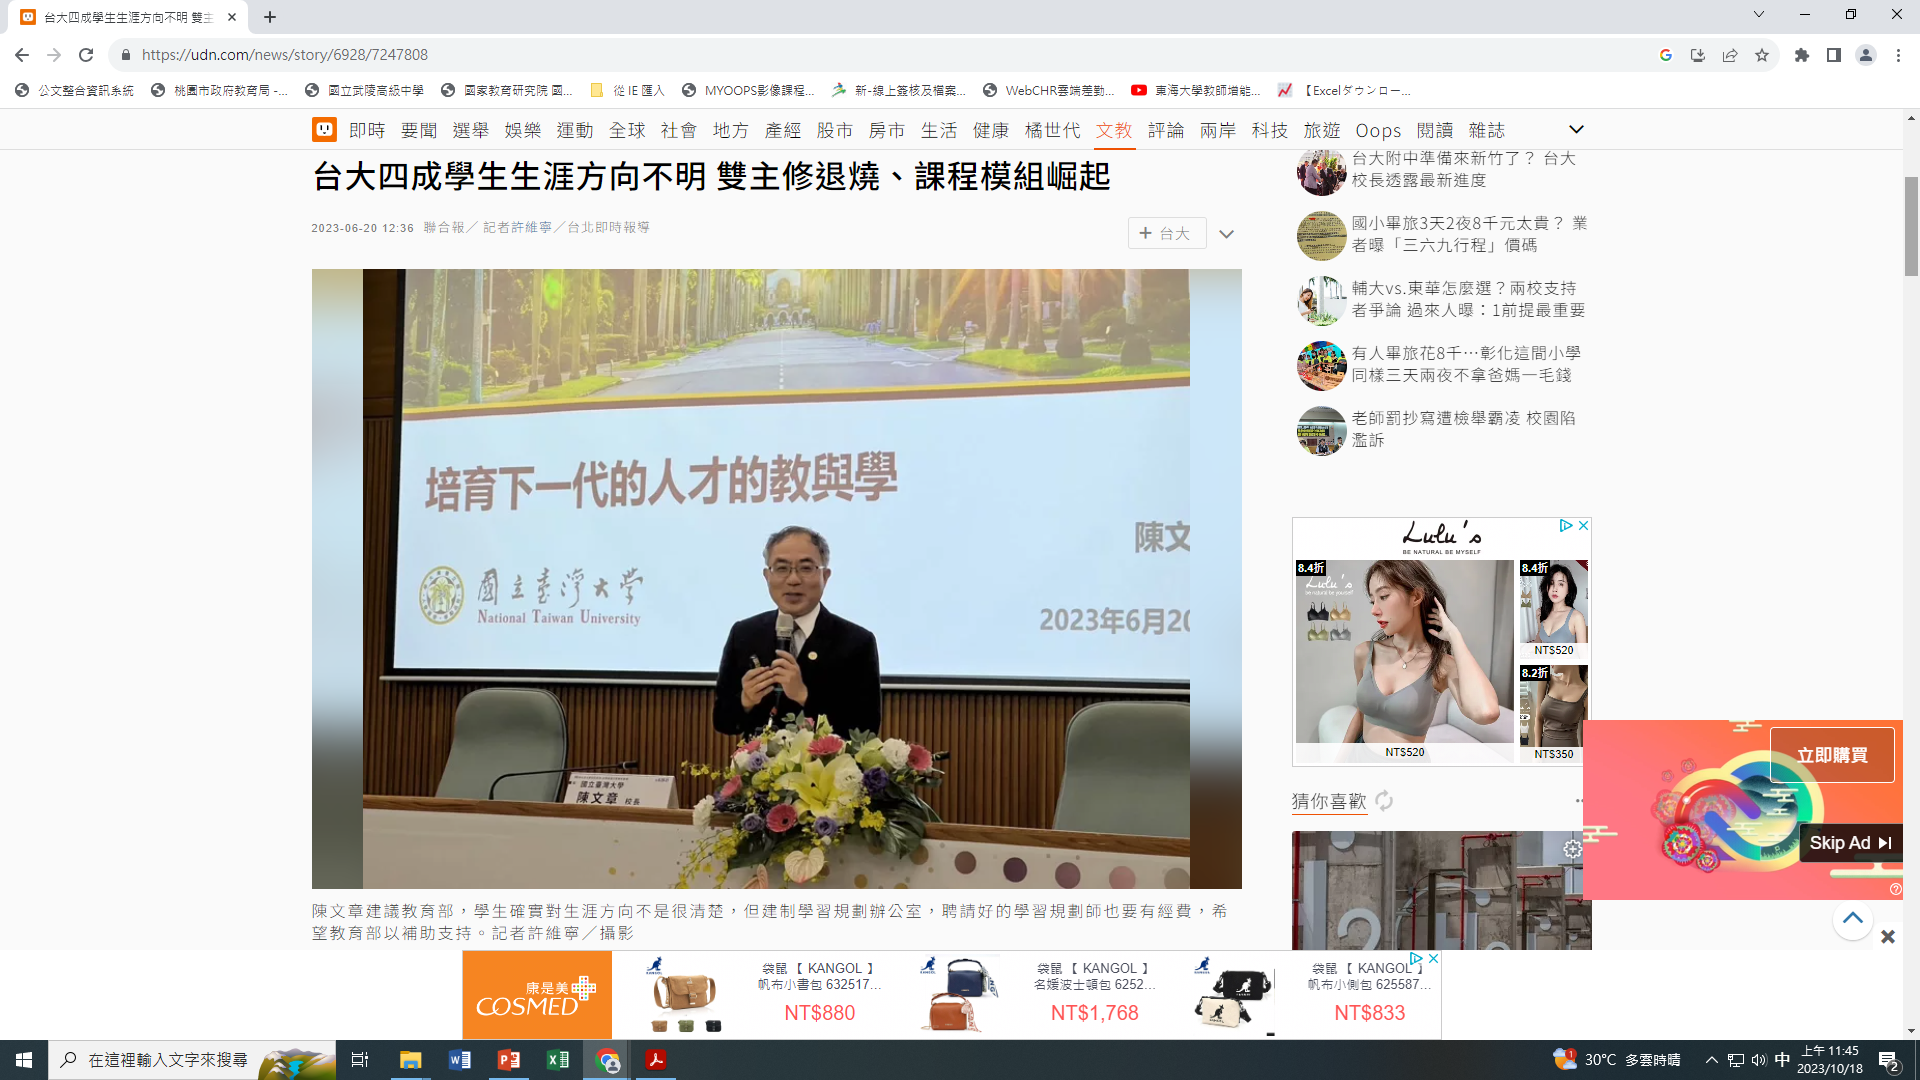 台大四成學生生涯方向不明 雙主
https://udn.com/news/story/6928/7247808
公文整合資訊系統
桃園市政府教育局 -...
國立武陵高級中學
國家教育研究院 國...
從 IE 匯入
MYOOPS影像課程...
新-線上簽核及檔案...
WebCHR雲端差勤...
東海大學教師增能...
【Excelダウンロー...
即時 要聞 選舉 娛樂 運動 全球 社會 地方 產經 股市 房市 生活 健康 橘世代 文教 評論 兩岸 科技 旅遊 Oops 閱讀 雜誌
台大四成學生生涯方向不明 雙主修退燒、課程模組崛起
2023-06-20 12:36 聯合報／ 記者許維寧／台北即時報導
+ 台大
培育下一代的人才的教與學
陳文
國立臺灣大學
National Taiwan University
2023年6月20
國立臺灣大學
陳文章 校長
陳文章建議教育部，學生確實對生涯方向不是很清楚，但建制學習規劃辦公室，聘請好的學習規劃師也要有經費，希
望教育部以補助支持。記者許維寧／攝影
台大附中準備來新竹了？ 台大
校長透露最新進度
國小畢旅3天2夜8千元太貴？ 業
者曝「三六九行程」價碼
輔大vs.東華怎麼選？兩校支持
者爭論 過來人曝：1前提最重要
有人畢旅花8千…彰化這間小學
同樣三天兩夜不拿爸媽一毛錢
老師罰抄寫遭檢舉霸凌 校園陷
濫訴
Lulu's
BE NATURAL BE MYSELF
8.4折
Lulu's
be natural be yourself
NT$520
8.4折
NT$520
8.2折
NT$350
猜你喜歡
立即購買
Skip Ad
康是美
COSMED
袋鼠 【 KANGOL 】
帆布小書包 632517...
NT$880
袋鼠 【 KANGOL 】
名媛波士頓包 6252...
NT$1,768
袋鼠 【 KANGOL 】
帆布小側包 625587...
NT$833
在這裡輸入文字來搜尋
1
30°C 多雲時晴
中
上午 11:45
2023/10/18
2